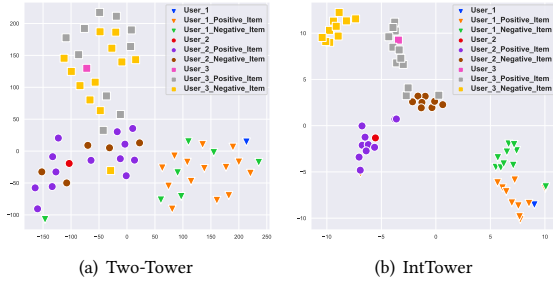 200
150
100
50
0
−50
−100
−150
−100
−50
0
50
100
150
200
250
User_1
User_1_Positive_Item
User_1_Negative_Item
User_2
User_2_Positive_Item
User_2_Negative_Item
User_3
User_3_Positive_Item
User_3_Negative_Item
(a) Two-Tower
10
5
0
−5
−10
−10
−5
0
5
10
User_1
User_1_Positive_Item
User_1_Negative_Item
User_2
User_2_Positive_Item
User_2_Negative_Item
User_3
User_3_Positive_Item
User_3_Negative_Item
(b) IntTower